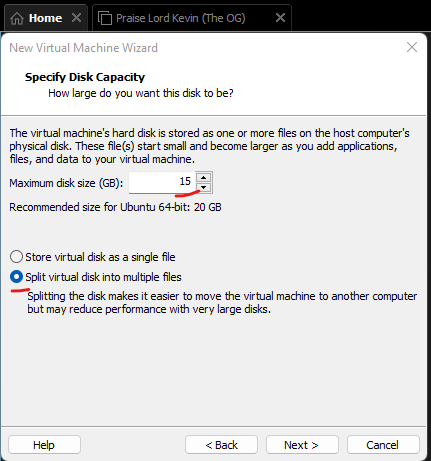 Home
Praise Lord Kevin (The OG)
New Virtual Machine Wizard
Specify Disk Capacity
How large do you want this disk to be?
The virtual machine's hard disk is stored as one or more files on the host computer's
physical disk. These file(s) start small and become larger as you add applications,
files, and data to your virtual machine.
Maximum disk size (GB): 15
Recommended size for Ubuntu 64-bit: 20 GB
Store virtual disk as a single file
Split virtual disk into multiple files
Splitting the disk makes it easier to move the virtual machine to another computer
but may reduce performance with very large disks.
Help
< Back
Next >
Cancel